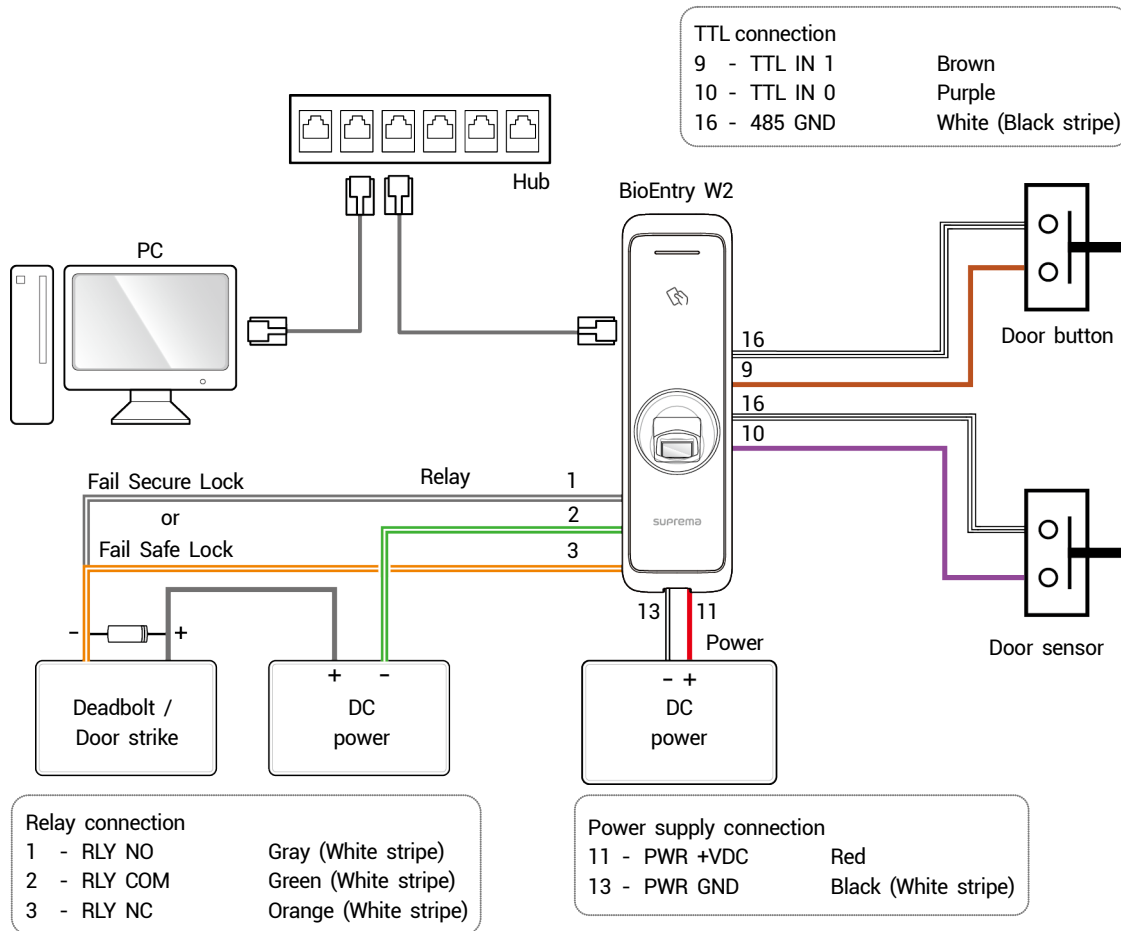 TTL connection
9 - TTL IN 1 Brown
10 - TTL IN 0 Purple
16 - 485 GND White (Black stripe)
Hub
BioEntry W2
PC
Door button
16
9
16
10
Fail Secure Lock
or
Fail Safe Lock
Relay
1
2
3
suprema
13
11
Power
Door sensor
- +
+ -
- +
Deadbolt /
Door strike
DC
power
DC
power
Relay connection
1 - RLY NO Gray (White stripe)
2 - RLY COM Green (White stripe)
3 - RLY NC Orange (White stripe)
Power supply connection
11 - PWR +VDC Red
13 - PWR GND Black (White stripe)